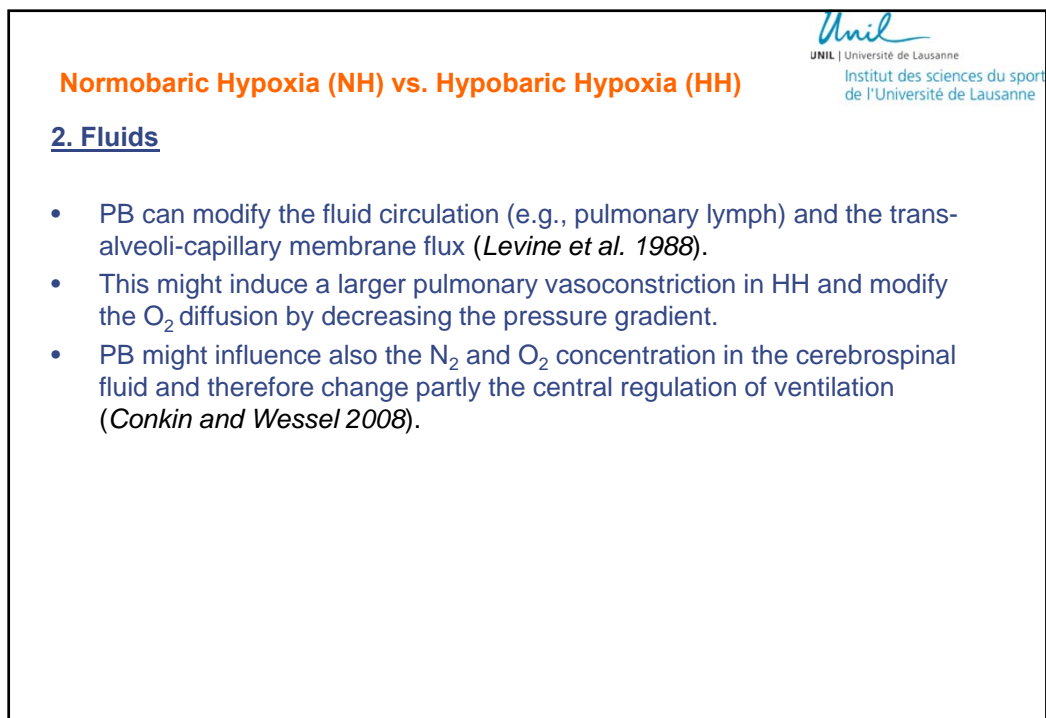 Unil
UNIL | Université de Lausanne
Institut des sciences du sport
de l'Université de Lausanne
Normobaric Hypoxia (NH) vs. Hypobaric Hypoxia (HH)
2. Fluids
• PB can modify the fluid circulation (e.g., pulmonary lymph) and the trans-
alveoli-capillary membrane flux (Levine et al. 1988).
• This might induce a larger pulmonary vasoconstriction in HH and modify
the O₂ diffusion by decreasing the pressure gradient.
• PB might influence also the N₂ and O₂ concentration in the cerebrospinal
fluid and therefore change partly the central regulation of ventilation
(Conkin and Wessel 2008).